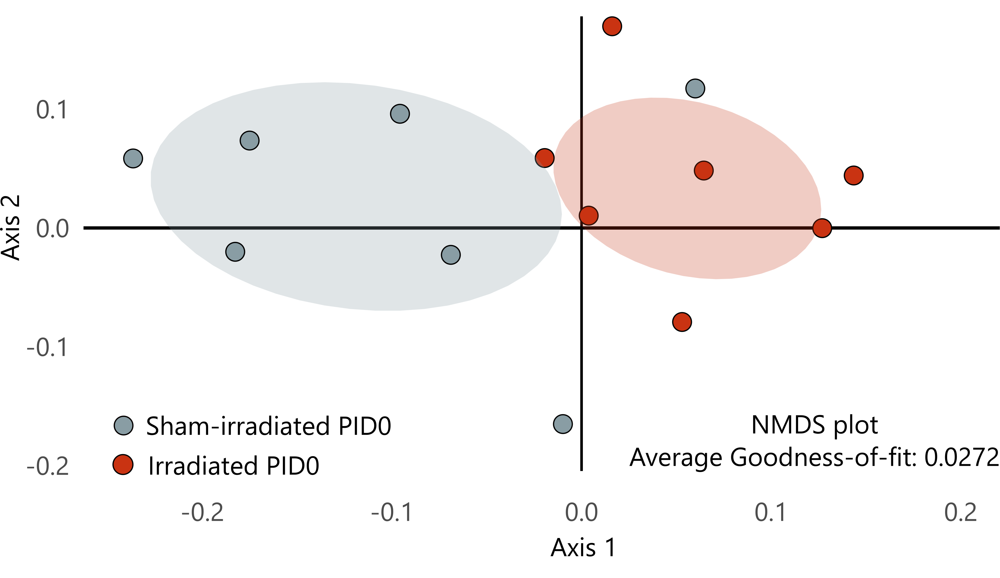 0.1
0.0
-0.1
-0.2
Axis 2
Sham-irradiated PID0
Irradiated PID0
NMDS plot
Average Goodness-of-fit: 0.0272
-0.2
-0.1
0.0
0.1
0.2
Axis 1